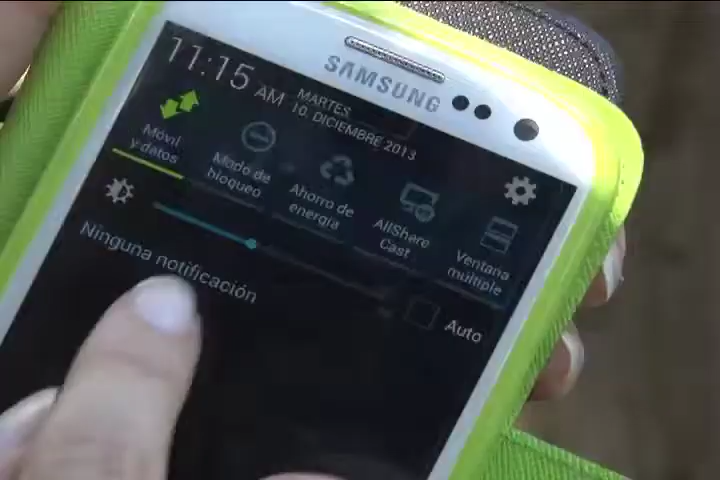 SAMSUNG
11:15 AM
MARTES
10. DICIEMBRE 2013
Móvil
y datos
Modo de
bloqueo
Ahorro de
energía
AllShare
Cast
Ventana
múltiple
Auto
Ninguna notificación